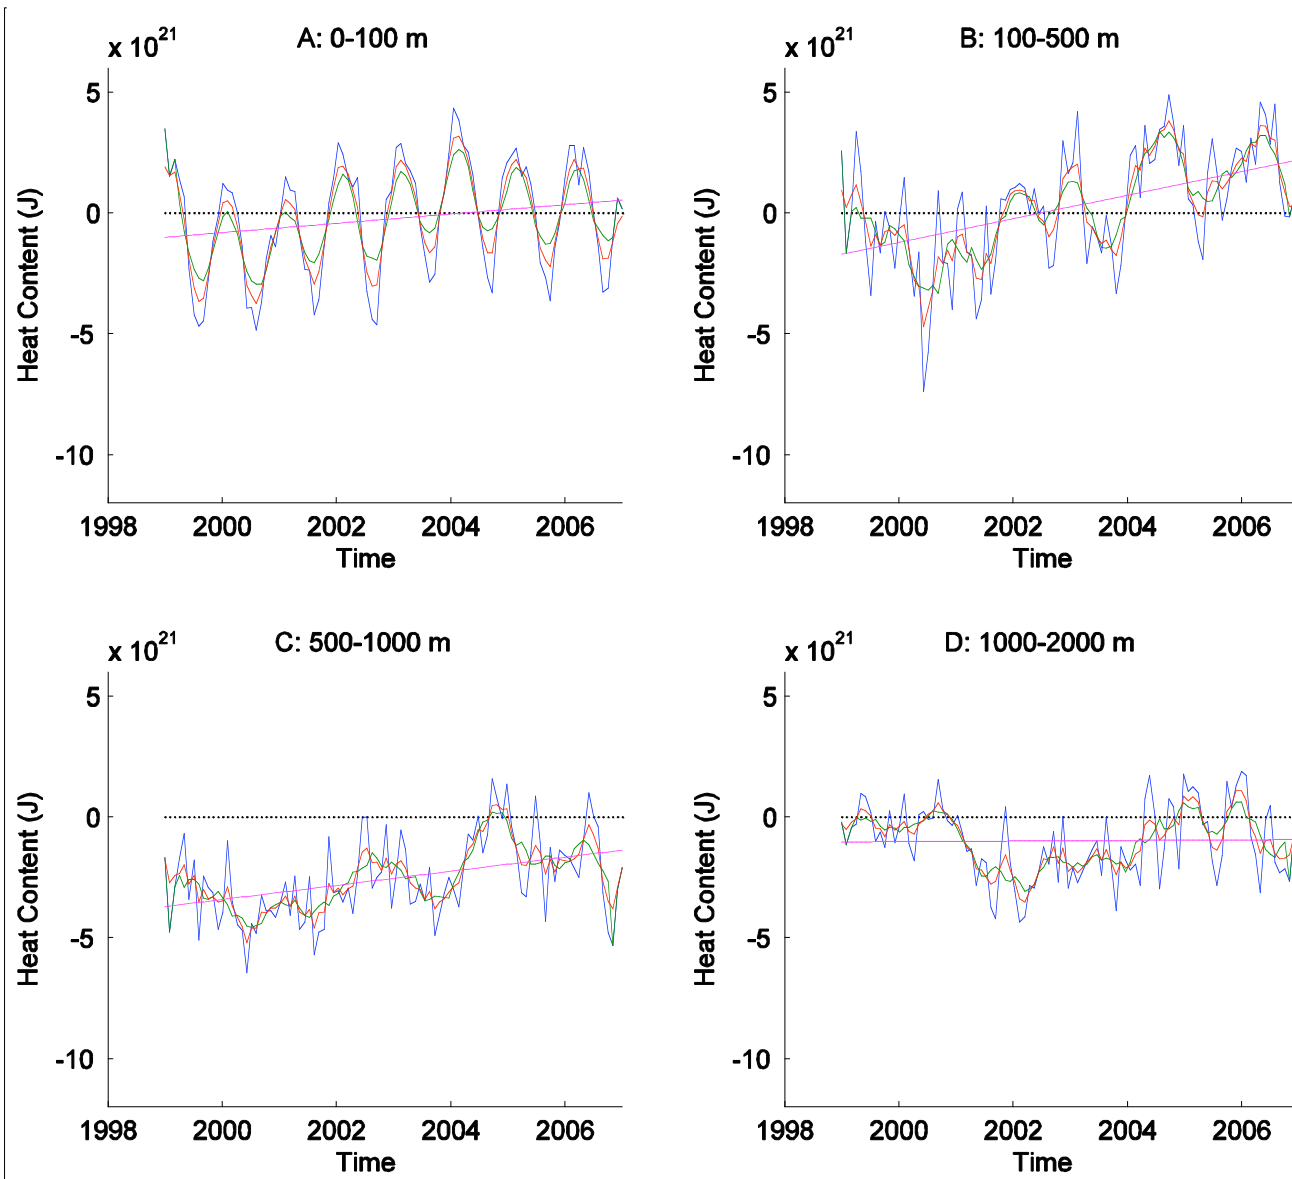 x 10^21
A: 0-100 m
5
0
-5
-10
Heat Content (J)
1998 2000 2002 2004 2006
Time
x 10^21
B: 100-500 m
5
0
-5
-10
Heat Content (J)
1998 2000 2002 2004 2006
Time
x 10^21
C: 500-1000 m
5
0
-5
-10
Heat Content (J)
1998 2000 2002 2004 2006
Time
x 10^21
D: 1000-2000 m
5
0
-5
-10
Heat Content (J)
1998 2000 2002 2004 2006
Time